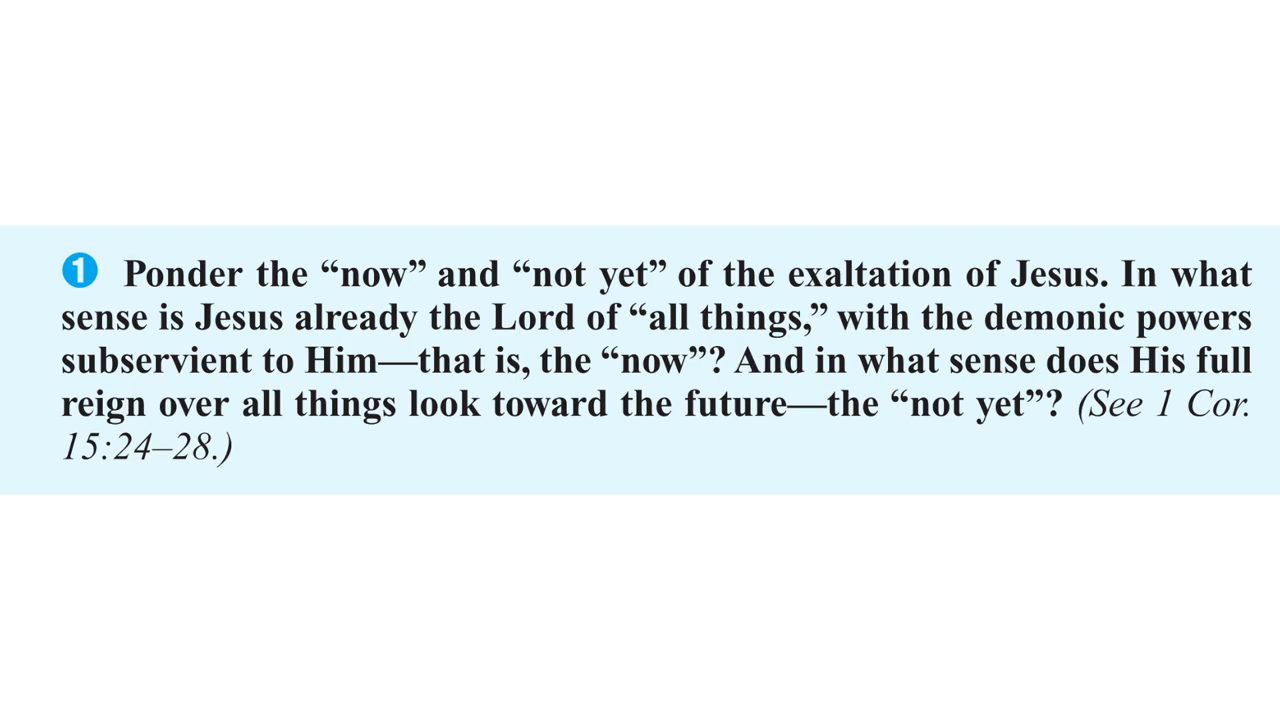 1 Ponder the “now” and “not yet” of the exaltation of Jesus. In what
sense is Jesus already the Lord of “all things,” with the demonic powers
subservient to Him—that is, the “now”? And in what sense does His full
reign over all things look toward the future—the “not yet”? (See 1 Cor.
15:24–28.)